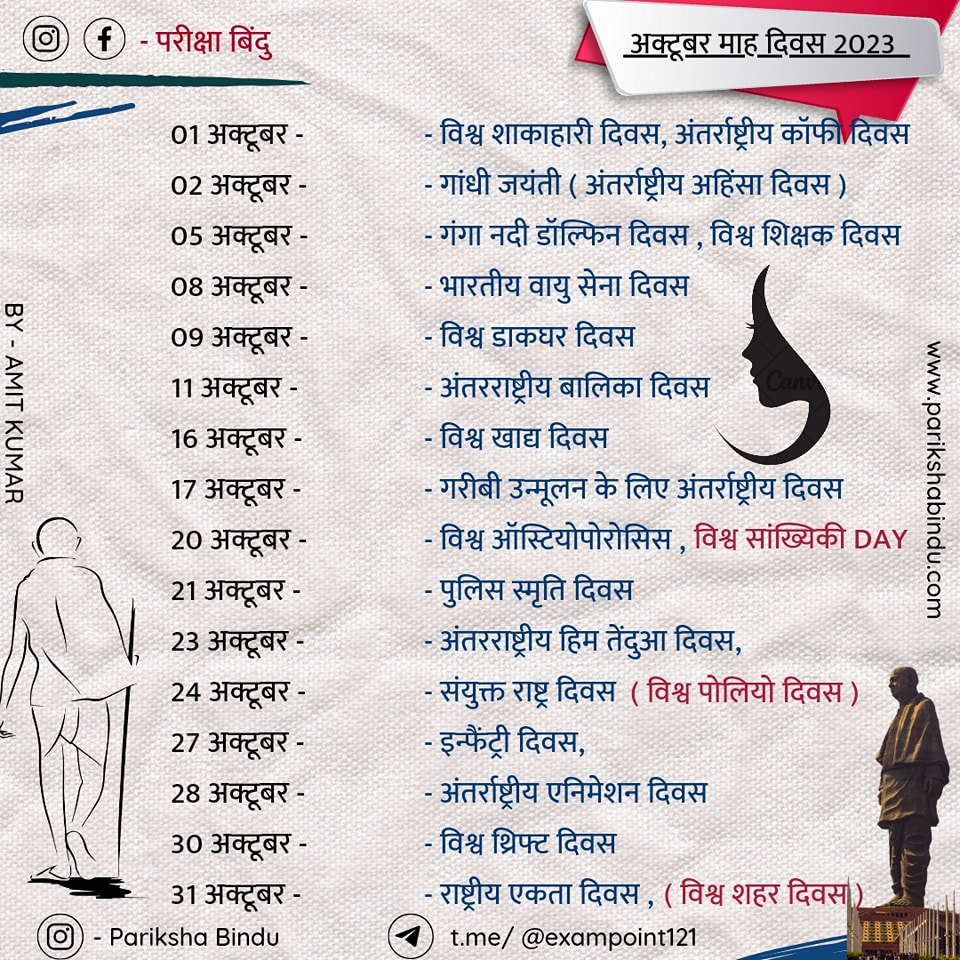 - परीक्षा बिंदु
अक्टूबर माह दिवस 2023
01 अक्टूबर - - विश्व शाकाहारी दिवस, अंतर्राष्ट्रीय कॉफी दिवस
02 अक्टूबर - - गांधी जयंती ( अंतर्राष्ट्रीय अहिंसा दिवस )
05 अक्टूबर - - गंगा नदी डॉल्फिन दिवस , विश्व शिक्षक दिवस
08 अक्टूबर - - भारतीय वायु सेना दिवस
09 अक्टूबर - - विश्व डाकघर दिवस
11 अक्टूबर - - अंतरराष्ट्रीय बालिका दिवस
16 अक्टूबर - - विश्व खाद्य दिवस
17 अक्टूबर - - गरीबी उन्मूलन के लिए अंतर्राष्ट्रीय दिवस
20 अक्टूबर - - विश्व ऑस्टियोपोरोसिस , विश्व सांख्यिकी DAY
21 अक्टूबर - - पुलिस स्मृति दिवस
23 अक्टूबर - - अंतरराष्ट्रीय हिम तेंदुआ दिवस,
24 अक्टूबर - - संयुक्त राष्ट्र दिवस ( विश्व पोलियो दिवस )
27 अक्टूबर - - इन्फैंट्री दिवस,
28 अक्टूबर - - अंतर्राष्ट्रीय एनिमेशन दिवस
30 अक्टूबर - - विश्व थ्रिफ्ट दिवस
31 अक्टूबर - - राष्ट्रीय एकता दिवस , ( विश्व शहर दिवस )
BY - AMIT KUMAR
www.parikshabindu.com
Canva
- Pariksha Bindu
t.me/ @exampoint121